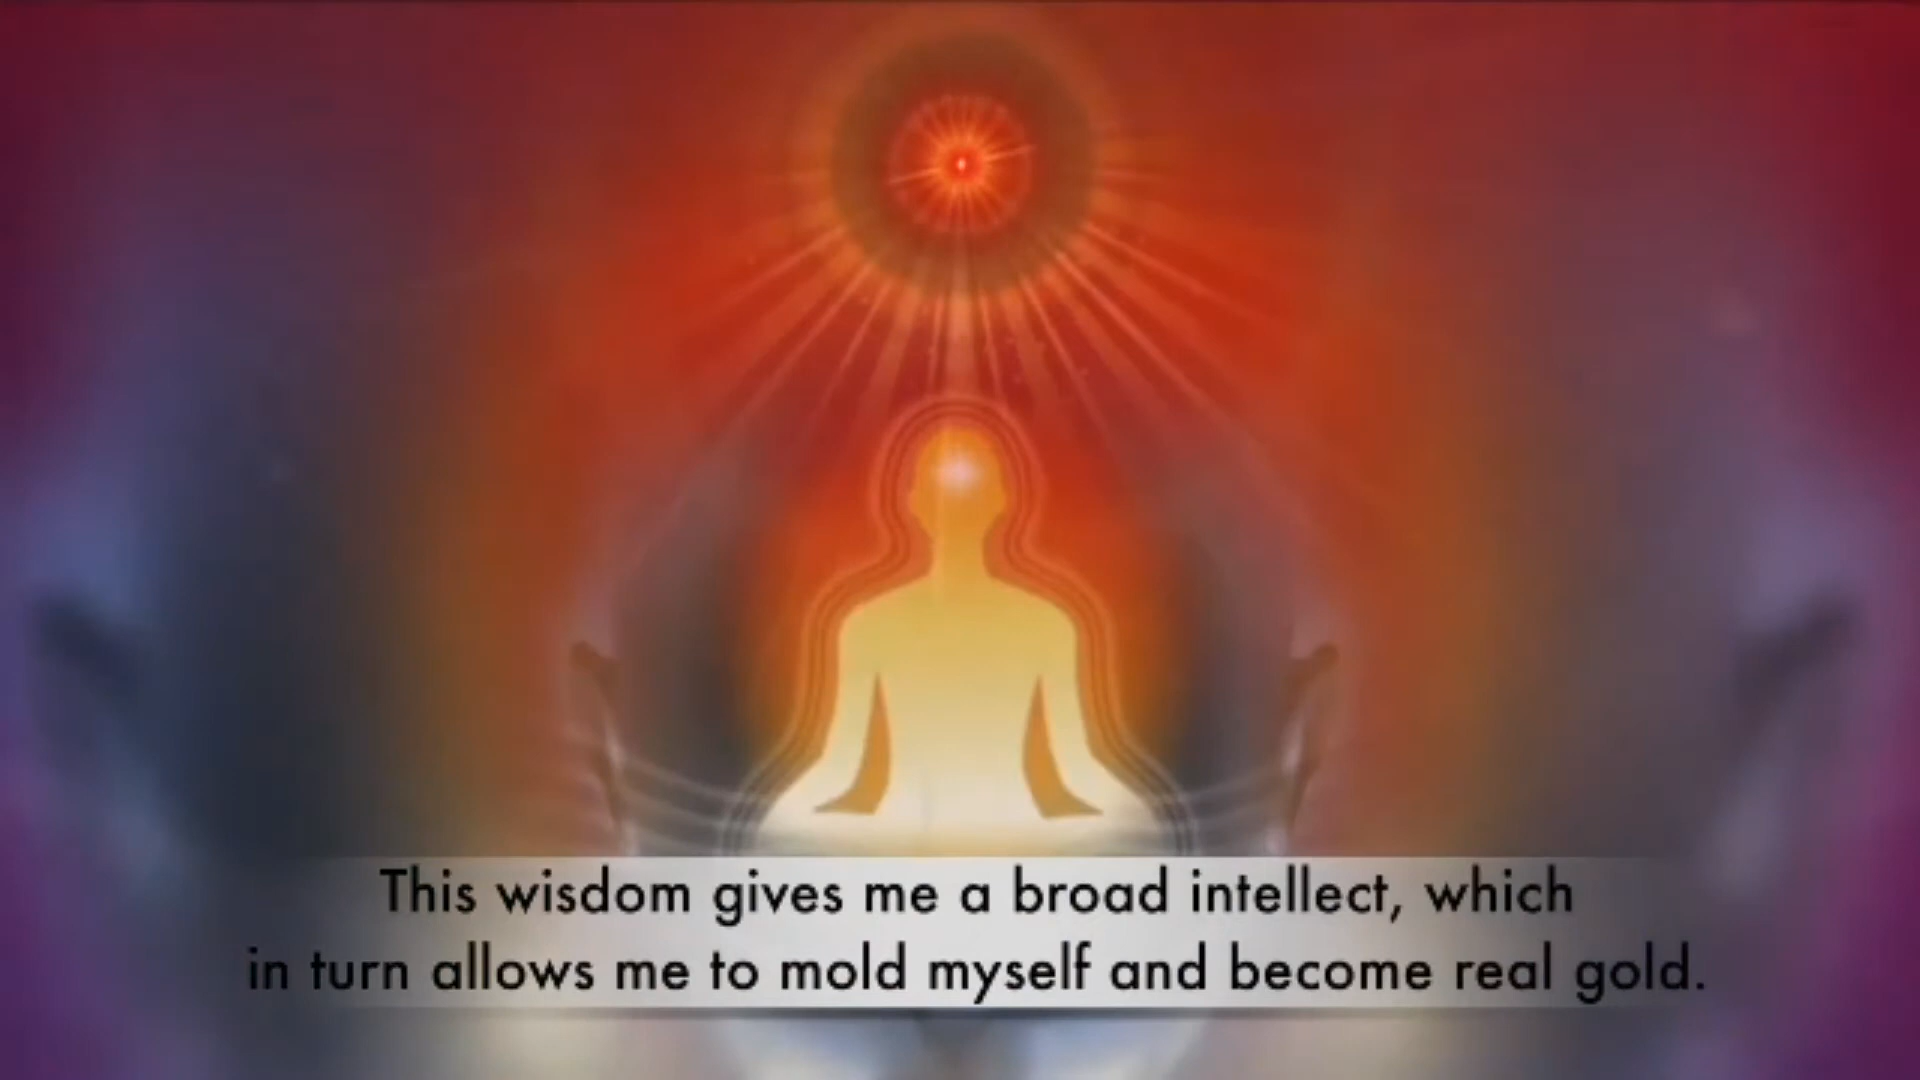 This wisdom gives me a broad intellect, which
in turn allows me to mold myself and become real gold.